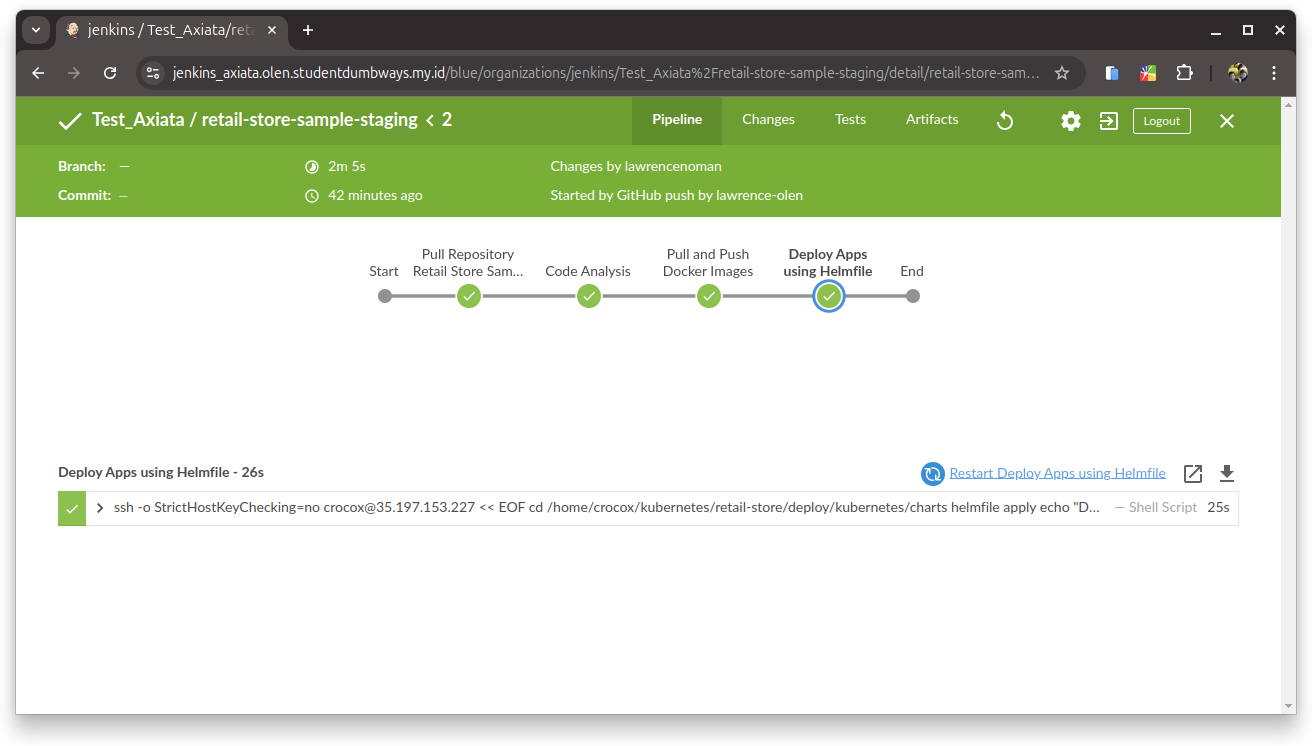 jenkins / Test_Axiata/reta
jenkins_axiata.olen.studentdumbways.my.id/blue/organizations/jenkins/Test_Axiata%2Fretail-store-sample-staging/detail/retail-store-sam...
Test_Axiata / retail-store-sample-staging < 2
Pipeline
Changes
Tests
Artifacts
Logout
Branch: —
2m 5s
Changes by lawrencenoman
Commit: —
42 minutes ago
Started by GitHub push by lawrence-olen
Start
Pull Repository
Retail Store Sam...
Code Analysis
Pull and Push
Docker Images
Deploy Apps
using Helmfile
End
Deploy Apps using Helmfile - 26s
Restart Deploy Apps using Helmfile
ssh -o StrictHostKeyChecking=no crocox@35.197.153.227 << EOF cd /home/crocox/kubernetes/retail-store/deploy/kubernetes/charts helmfile apply echo "D... — Shell Script 25s